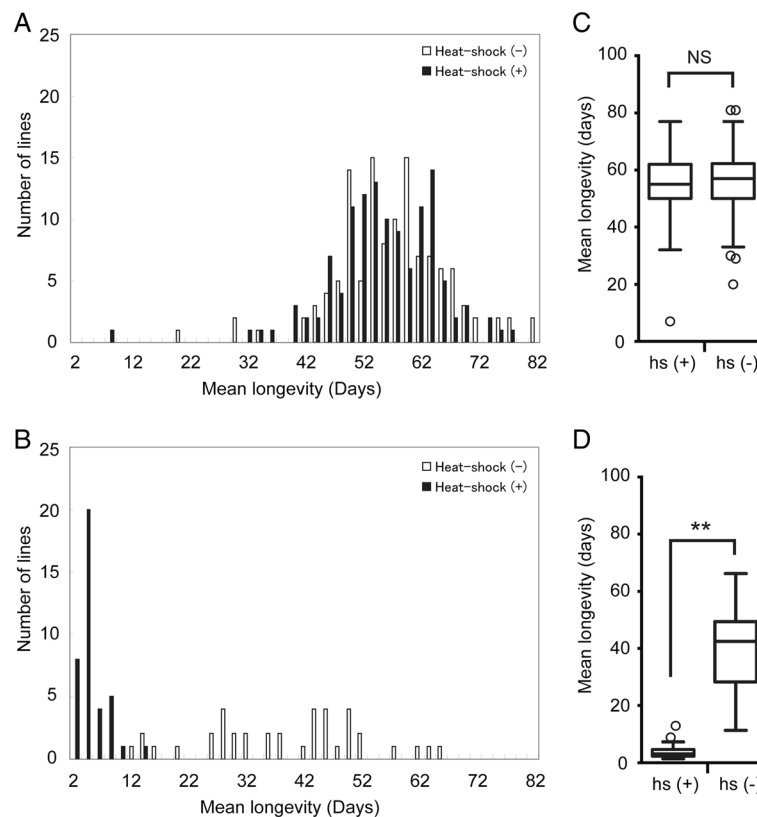 A
25
20
15
10
5
0
Number of lines
Heat-shock (-)
Heat-shock (+)
2 12 22 32 42 52 62 72 82
Mean longevity (Days)
C
100
80
60
40
20
0
Mean longevity (days)
NS
hs (+) hs (-)
B
25
20
15
10
5
0
Number of lines
Heat-shock (-)
Heat-shock (+)
2 12 22 32 42 52 62 72 82
Mean longevity (Days)
D
100
80
60
40
20
0
Mean longevity (days)
**
hs (+) hs (-)